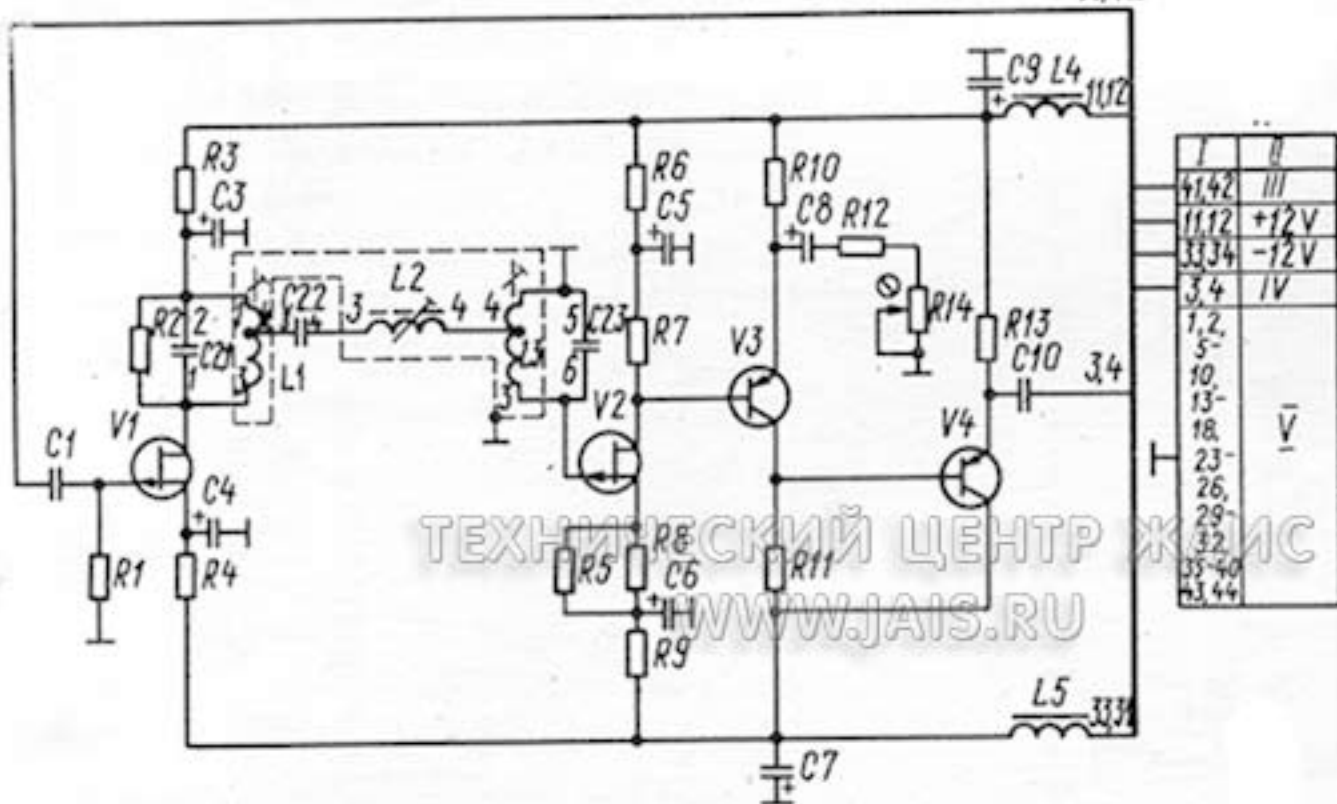 C9 L4
11,12
R3
C3
R6
C5
R10
C8 R12
I II
41,42 III
11,12 +12V
33,34 -12V
3,4 IV
1,2,
5-
10,
13-
18,
23-
26,
29-
32,
35-40
43,44
V
L2
R2
2
C21
1
C22
3
4
4
5
C23
6
L3
3
L1
R7
R14
R13
C10
3,4
V1
V2
V3
V4
C1
C4
R1
R4
R5
R8
C6
R9
R11
ТЕХНИЧЕСКИЙ ЦЕНТР ЖАИС
WWW.JAIS.RU
L5
C7